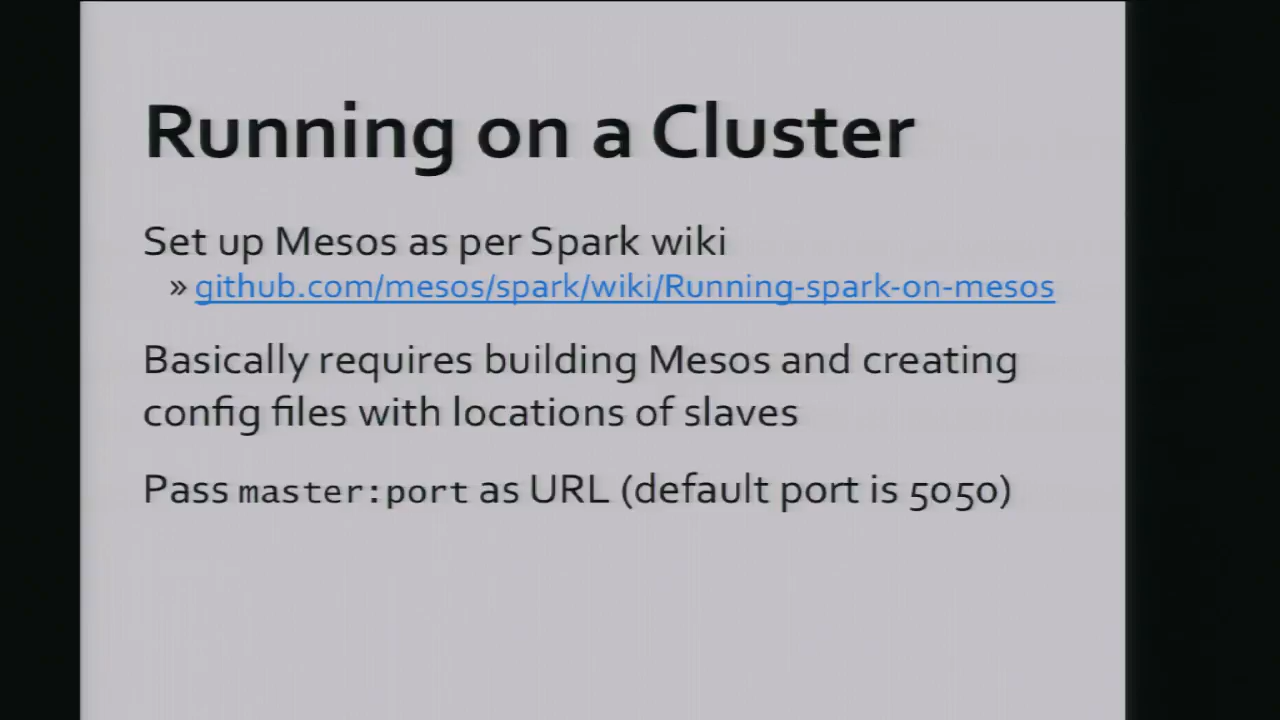 Running on a Cluster
Set up Mesos as per Spark wiki
» github.com/mesos/spark/wiki/Running-spark-on-mesos
Basically requires building Mesos and creating
config files with locations of slaves
Pass master:port as URL (default port is 5050)